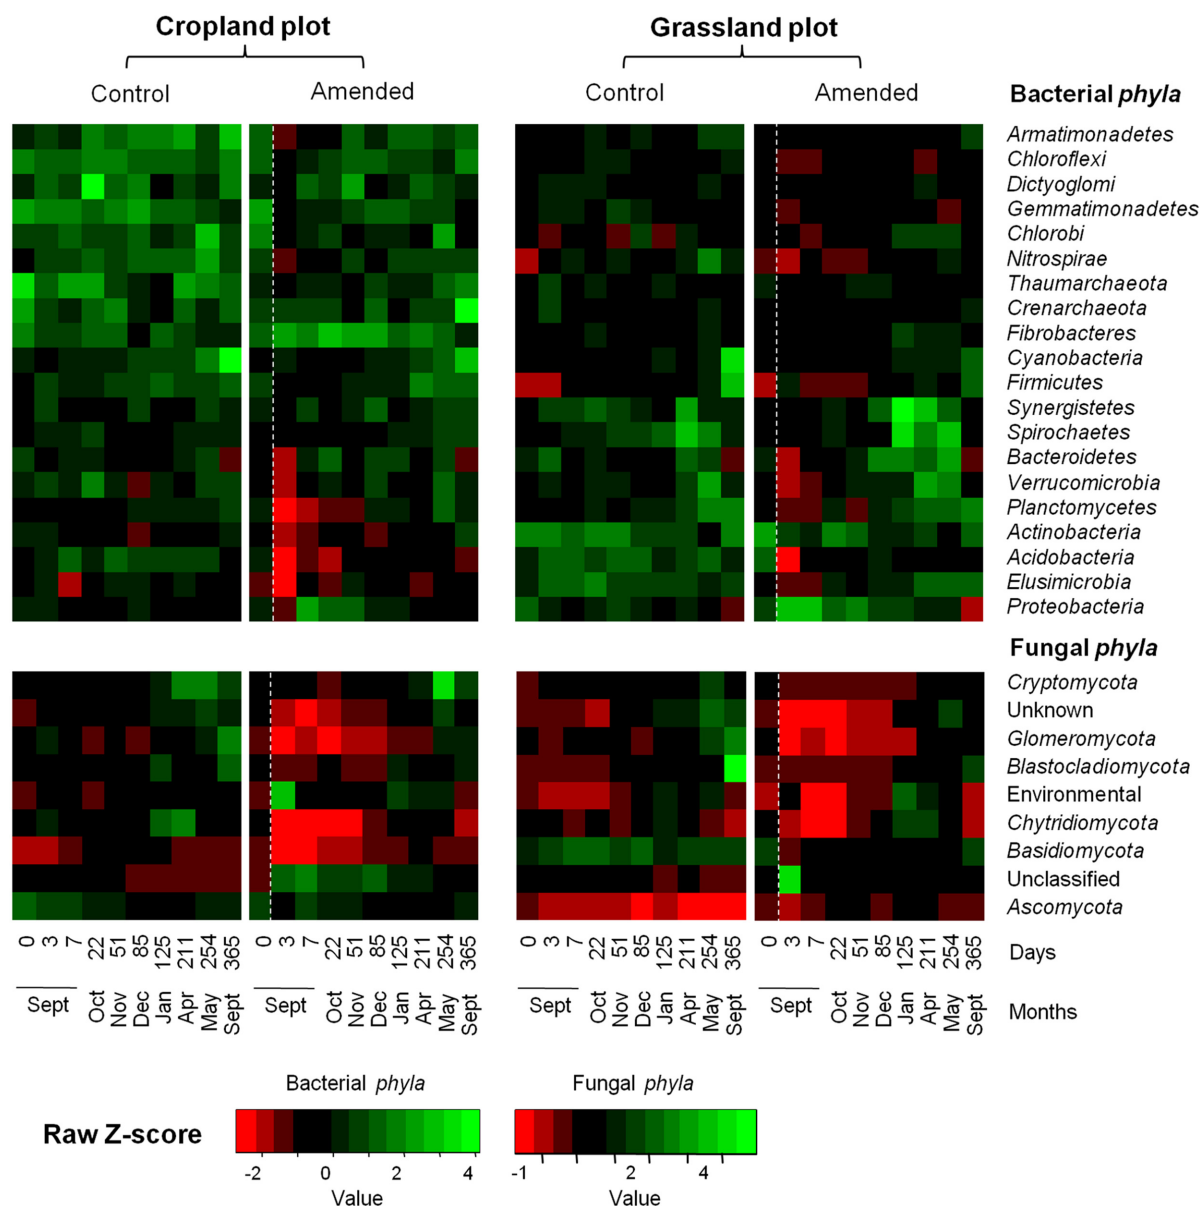 Cropland plot
Grassland plot
Control
Amended
Control
Amended
Bacterial phyla
Armatimonadetes
Chloroflexi
Dictyoglomi
Gemmatimonadetes
Chlorobi
Nitrospirae
Thaumarchaeota
Crenarchaeota
Fibrobacteres
Cyanobacteria
Firmicutes
Synergistetes
Spirochaetes
Bacteroidetes
Verrucomicrobia
Planctomycetes
Actinobacteria
Acidobacteria
Elusimicrobia
Proteobacteria
Fungal phyla
Cryptomycota
Unknown
Glomeromycota
Blastocladiomycota
Environmental
Chytridiomycota
Basidiomycota
Unclassified
Ascomycota
0 3 7 22 51 85 125 211 254 365
0 3 7 22 51 85 125 211 254 365
0 3 7 22 51 85 125 211 254 365
0 3 7 22 51 85 125 211 254 365
Days
Sept Oct Nov Dec Jan Apr May Sept
Sept Oct Nov Dec Jan Apr May Sept
Sept Oct Nov Dec Jan Apr May Sept
Sept Oct Nov Dec Jan Apr May Sept
Months
Bacterial phyla
Fungal phyla
Raw Z-score
-2 0 2 4
-1 2 4
Value
Value